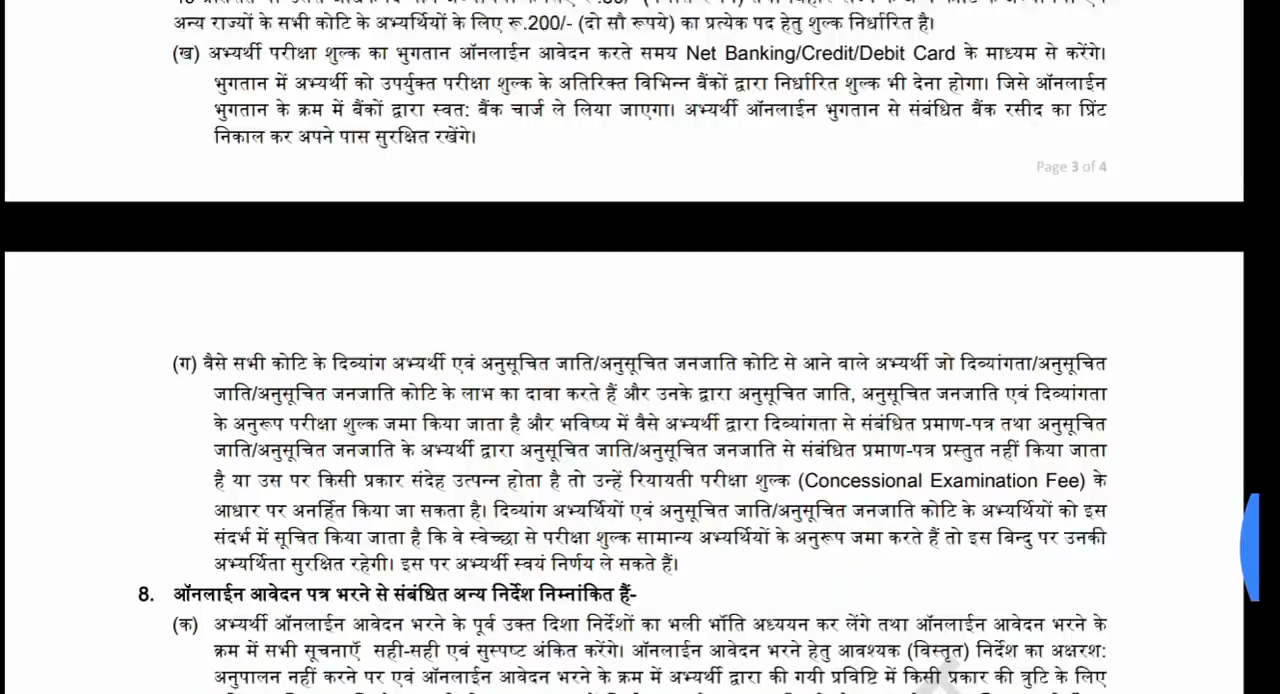 अन्य राज्यों के सभी कोटि के अभ्यर्थियों के लिए रू.200/- (दो सौ रूपये) का प्रत्येक पद हेतु शुल्क निर्धारित है।
(ख) अभ्यर्थी परीक्षा शुल्क का भुगतान ऑनलाईन आवेदन करते समय Net Banking/Credit/Debit Card के माध्यम से करेंगे।
भुगतान में अभ्यर्थी को उपर्युक्त परीक्षा शुल्क के अतिरिक्त विभिन्न बैंकों द्वारा निर्धारित शुल्क भी देना होगा। जिसे ऑनलाईन
भुगतान के क्रम में बैंकों द्वारा स्वत: बैंक चार्ज ले लिया जाएगा। अभ्यर्थी ऑनलाईन भुगतान से संबंधित बैंक रसीद का प्रिंट
निकाल कर अपने पास सुरक्षित रखेंगे।
Page 3 of 4
(ग) वैसे सभी कोटि के दिव्यांग अभ्यर्थी एवं अनुसूचित जाति/अनुसूचित जनजाति कोटि से आने वाले अभ्यर्थी जो दिव्यांगता/अनुसूचित
जाति/अनुसूचित जनजाति कोटि के लाभ का दावा करते हैं और उनके द्वारा अनुसूचित जाति, अनुसूचित जनजाति एवं दिव्यांगता
के अनुरूप परीक्षा शुल्क जमा किया जाता है और भविष्य में वैसे अभ्यर्थी द्वारा दिव्यांगता से संबंधित प्रमाण-पत्र तथा अनुसूचित
जाति/अनुसूचित जनजाति के अभ्यर्थी द्वारा अनुसूचित जाति/अनुसूचित जनजाति से संबंधित प्रमाण-पत्र प्रस्तुत नहीं किया जाता
है या उस पर किसी प्रकार संदेह उत्पन्न होता है तो उन्हें रियायती परीक्षा शुल्क (Concessional Examination Fee) के
आधार पर अनर्हित किया जा सकता है। दिव्यांग अभ्यर्थियों एवं अनुसूचित जाति/अनुसूचित जनजाति कोटि के अभ्यर्थियों को इस
संदर्भ में सूचित किया जाता है कि वे स्वेच्छा से परीक्षा शुल्क सामान्य अभ्यर्थियों के अनुरूप जमा करते हैं तो इस बिन्दु पर उनकी
अभ्यर्थिता सुरक्षित रहेगी। इस पर अभ्यर्थी स्वयं निर्णय ले सकते हैं।
8. ऑनलाईन आवेदन पत्र भरने से संबंधित अन्य निर्देश निम्नांकित हैं-
(क) अभ्यर्थी ऑनलाईन आवेदन भरने के पूर्व उक्त दिशा निर्देशों का भली भाँति अध्ययन कर लेंगे तथा ऑनलाईन आवेदन भरने के
क्रम में सभी सूचनाएँ सही-सही एवं सुस्पष्ट अंकित करेंगे। ऑनलाईन आवेदन भरने हेतु आवश्यक (विस्तृत) निर्देश का अक्षरश:
अनुपालन नहीं करने पर एवं ऑनलाईन आवेदन भरने के क्रम में अभ्यर्थी द्वारा की गयी प्रविष्टि में किसी प्रकार की त्रुटि के लिए